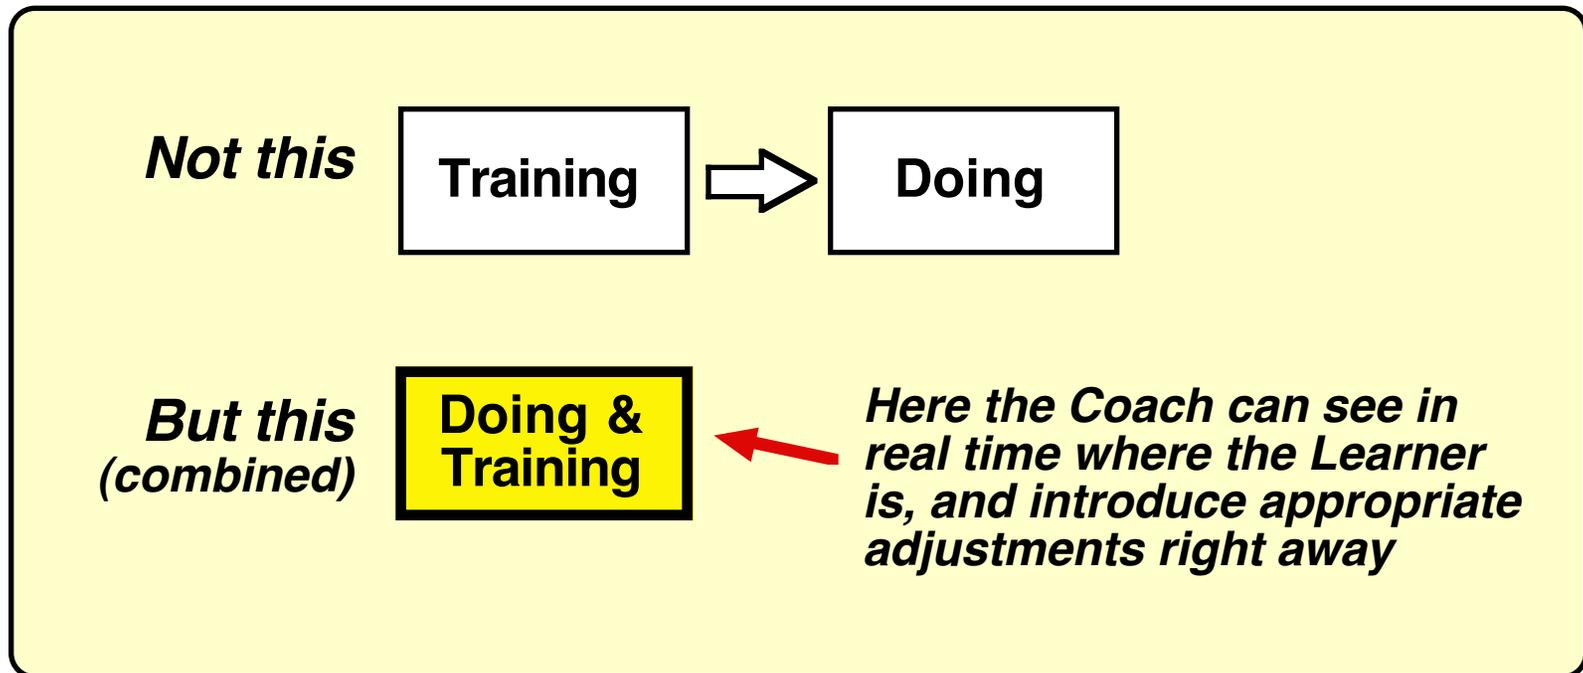 Not this
Training
Doing
But this
(combined)
Doing &
Training
Here the Coach can see in
real time where the Learner
is, and introduce appropriate
adjustments right away